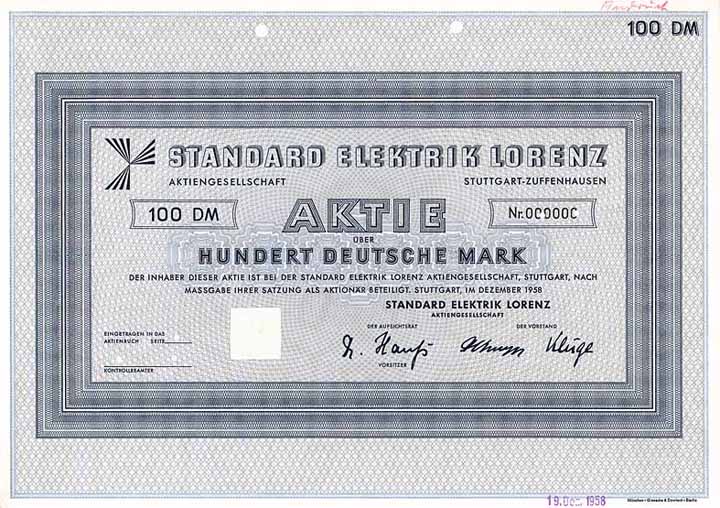 100 DM
STANDARD ELEKTRIK LORENZ
AKTIENGESELLSCHAFT STUTTGART-ZUFFENHAUSEN
100 DM AKTIE Nr.000000
ÜBER
HUNDERT DEUTSCHE MARK
DER INHABER DIESER AKTIE IST BEI DER STANDARD ELEKTRIK LORENZ AKTIENGESELLSCHAFT, STUTTGART, NACH
MASSGABE IHRER SATZUNG ALS AKTIONÄR BETEILIGT. STUTTGART, IM DEZEMBER 1958
STANDARD ELEKTRIK LORENZ
AKTIENGESELLSCHAFT
EINGETRAGEN IN DAS
AKTIENBUCH SEITE
KONTROLLBEAMTER
DER AUFSICHTSRAT DER VORSTAND
Kluge
VORSITZER
19. Dez. 1958